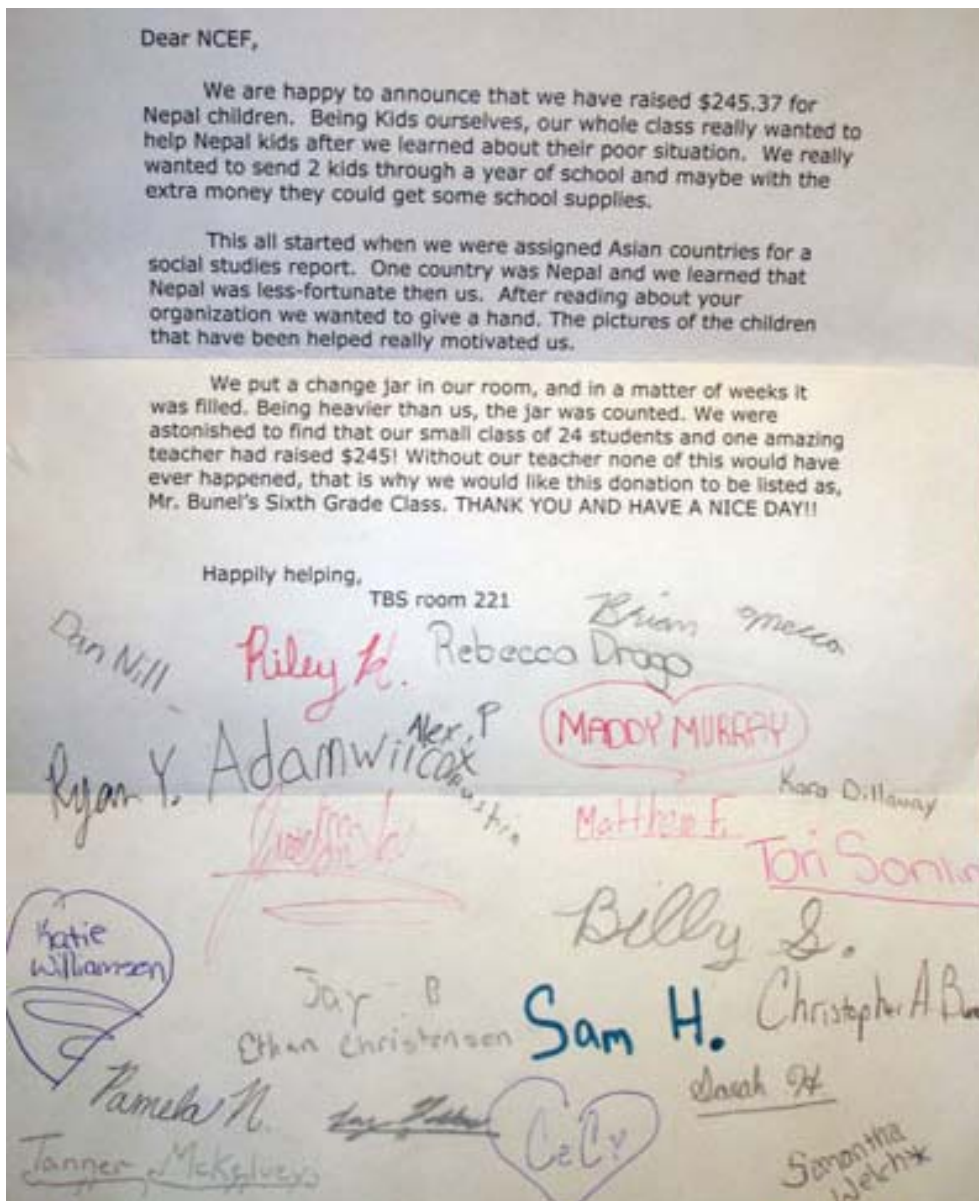 Dear NCEF,
We are happy to announce that we have raised $245.37 for
Nepal children. Being Kids ourselves, our whole class really wanted to
help Nepal kids after we learned about their poor situation. We really
wanted to send 2 kids through a year of school and maybe with the
extra money they could get some school supplies.
This all started when we were assigned Asian countries for a
social studies report. One country was Nepal and we learned that
Nepal was less-fortunate then us. After reading about your
organization we wanted to give a hand. The pictures of the children
that have been helped really motivated us.
We put a change jar in our room, and in a matter of weeks it
was filled. Being heavier than us, the jar was counted. We were
astonished to find that our small class of 24 students and one amazing
teacher had raised $245! Without our teacher none of this would have
ever happened, that is why we would like this donation to be listed as,
Mr. Bunel's Sixth Grade Class. THANK YOU AND HAVE A NICE DAY!!
Happily helping,
TBS room 221
Brian
Dan Nill
Riley K.
Rebecca Drago
Alex. P
MADDY MURRAY
Ryan Y.
Adam Wilcox
Kara Dillaway
Matthew F.
Tori
Billy S.
Katie
Williamson
Jay B
Sam H.
Christopher A.
Ethan Christensen
Pamela N.
Sarah H
CeCy
Tanner McKelvey
Samantha
Welch*